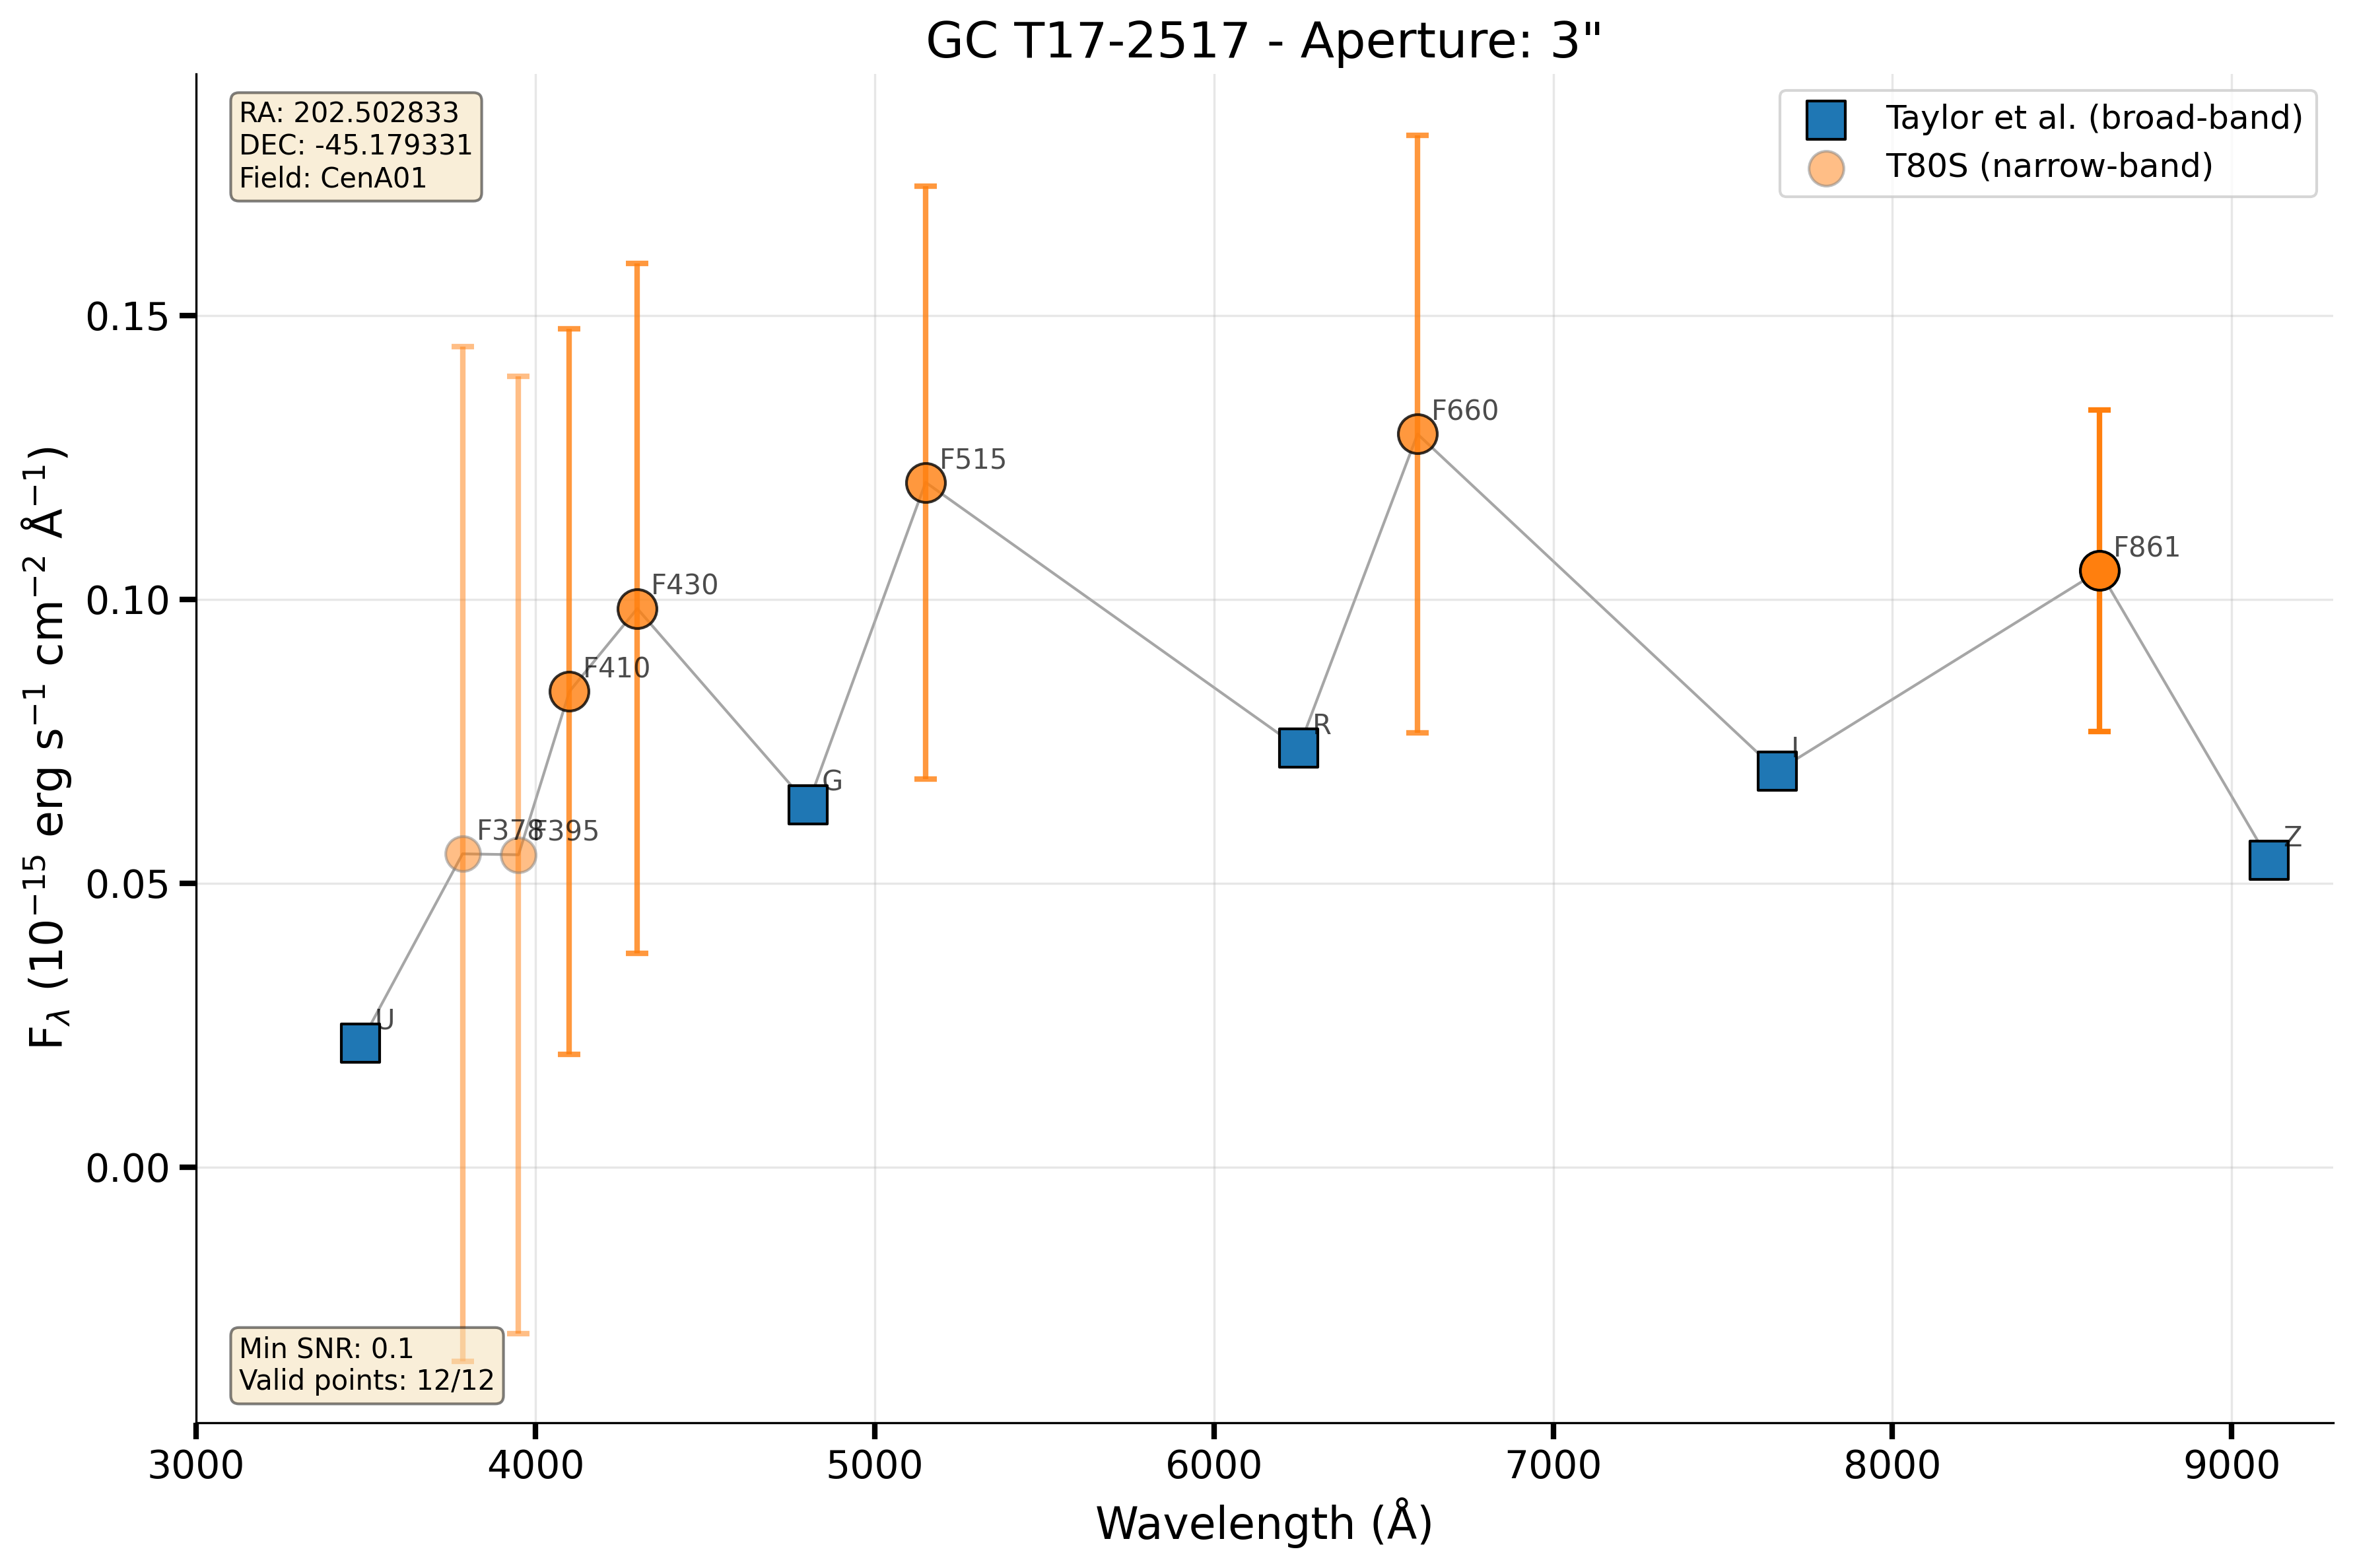 GC T17-2517 - Aperture: 3"
RA: 202.502833
DEC: -45.179331
Field: CenA01
Taylor et al. (broad-band)
T80S (narrow-band)
F660
F515
F861
F430
F410
R
I
G
F378
F395
Z
U
Min SNR: 0.1
Valid points: 12/12
0.15
0.10
0.05
0.00
F_λ (10⁻¹⁵ erg s⁻¹ cm⁻² Å⁻¹)
3000 4000 5000 6000 7000 8000 9000
Wavelength (Å)